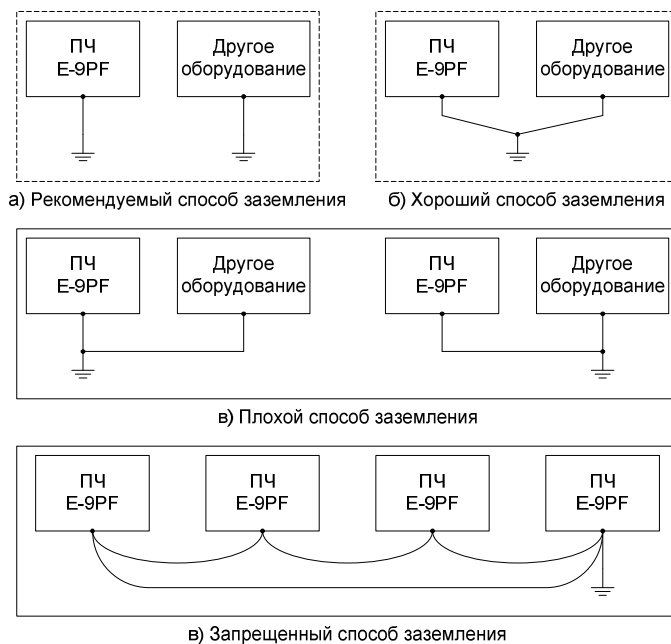 ПЧ
E-9PF
Другое
оборудование
ПЧ
E-9PF
Другое
оборудование
а) Рекомендуемый способ заземления
б) Хороший способ заземления
ПЧ
E-9PF
Другое
оборудование
ПЧ
E-9PF
Другое
оборудование
в) Плохой способ заземления
ПЧ
E-9PF
ПЧ
E-9PF
ПЧ
E-9PF
ПЧ
E-9PF
в) Запрещенный способ заземления